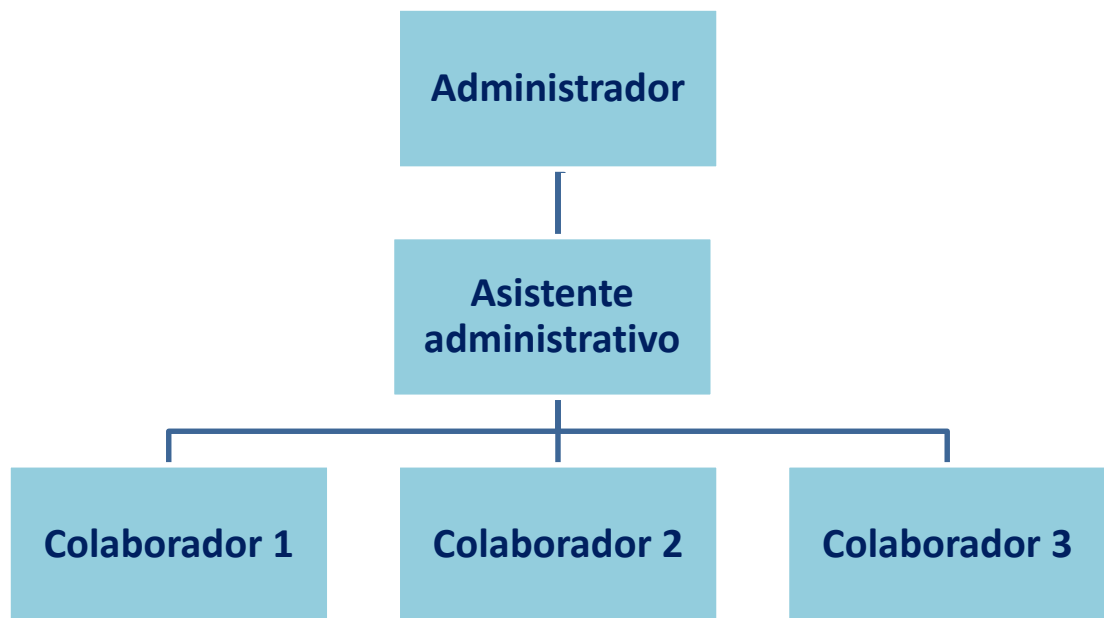 Administrador
Asistente
administrativo
Colaborador 1
Colaborador 2
Colaborador 3